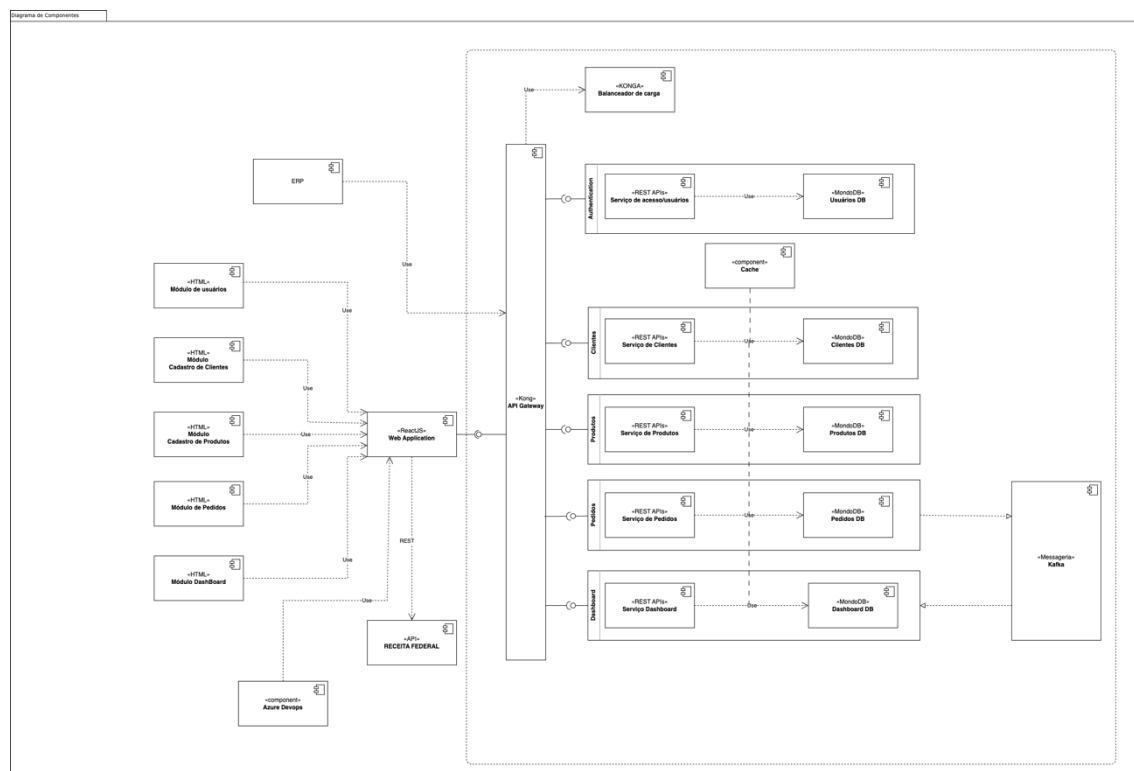 Diagrama de Componentes
«KONGA»
Balanceador de carga
Use
ERP
Use
Authentication
«REST APIs»
Serviço de acesso/usuários
Use
«MondoDB»
Usuários DB
«component»
Cache
«HTML»
Módulo de usuários
Use
«HTML»
Módulo
Cadastro de Clientes
Use
«HTML»
Módulo
Cadastro de Produtos
Use
«HTML»
Módulo de Pedidos
Use
«HTML»
Módulo DashBoard
Use
«ReactJS»
Web Application
REST
«API»
RECEITA FEDERAL
«component»
Azure Devops
Use
«Kong»
API Gateway
Clientes
«REST APIs»
Serviço de Clientes
Use
«MondoDB»
Clientes DB
Produtos
«REST APIs»
Serviço de Produtos
Use
«MondoDB»
Produtos DB
Pedidos
«REST APIs»
Serviço de Pedidos
Use
«MondoDB»
Pedidos DB
Dashboard
«REST APIs»
Serviço Dashboard
Use
«MondoDB»
Dashboard DB
«Messageria»
Kafka